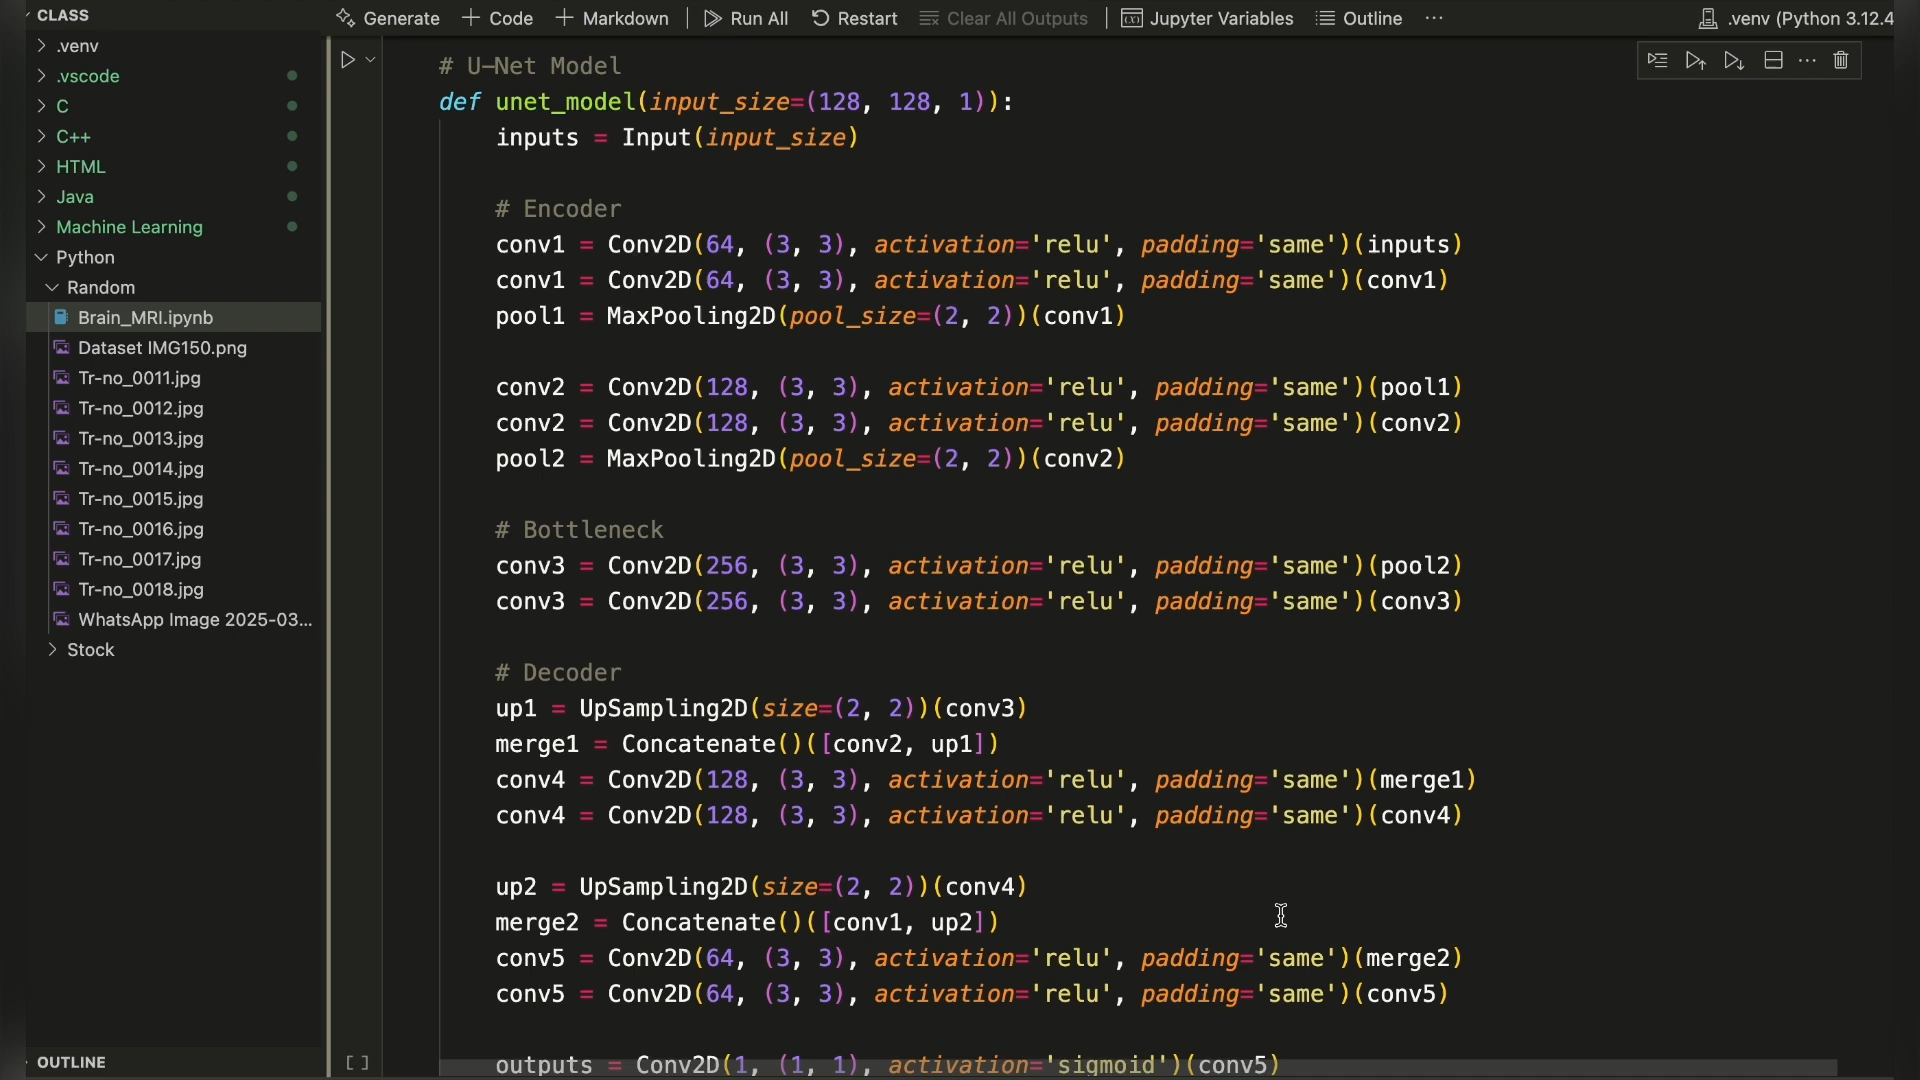 CLASS
.venv
.vscode
C
C++
HTML
Java
Machine Learning
Python
Random
Brain_MRI.ipynb
Dataset IMG150.png
Tr-no_0011.jpg
Tr-no_0012.jpg
Tr-no_0013.jpg
Tr-no_0014.jpg
Tr-no_0015.jpg
Tr-no_0016.jpg
Tr-no_0017.jpg
Tr-no_0018.jpg
WhatsApp Image 2025-03...
Stock
OUTLINE
Generate + Code + Markdown | Run All Restart Clear All Outputs | Jupyter Variables Outline ... .venv (Python 3.12.4
# U-Net Model
def unet_model(input_size=(128, 128, 1)):
inputs = Input(input_size)
# Encoder
conv1 = Conv2D(64, (3, 3), activation='relu', padding='same')(inputs)
conv1 = Conv2D(64, (3, 3), activation='relu', padding='same')(conv1)
pool1 = MaxPooling2D(pool_size=(2, 2))(conv1)
conv2 = Conv2D(128, (3, 3), activation='relu', padding='same')(pool1)
conv2 = Conv2D(128, (3, 3), activation='relu', padding='same')(conv2)
pool2 = MaxPooling2D(pool_size=(2, 2))(conv2)
# Bottleneck
conv3 = Conv2D(256, (3, 3), activation='relu', padding='same')(pool2)
conv3 = Conv2D(256, (3, 3), activation='relu', padding='same')(conv3)
# Decoder
up1 = UpSampling2D(size=(2, 2))(conv3)
merge1 = Concatenate()([conv2, up1])
conv4 = Conv2D(128, (3, 3), activation='relu', padding='same')(merge1)
conv4 = Conv2D(128, (3, 3), activation='relu', padding='same')(conv4)
up2 = UpSampling2D(size=(2, 2))(conv4)
merge2 = Concatenate()([conv1, up2])
conv5 = Conv2D(64, (3, 3), activation='relu', padding='same')(merge2)
conv5 = Conv2D(64, (3, 3), activation='relu', padding='same')(conv5)
[ ] outputs = Conv2D(1, (1, 1), activation='sigmoid')(conv5)